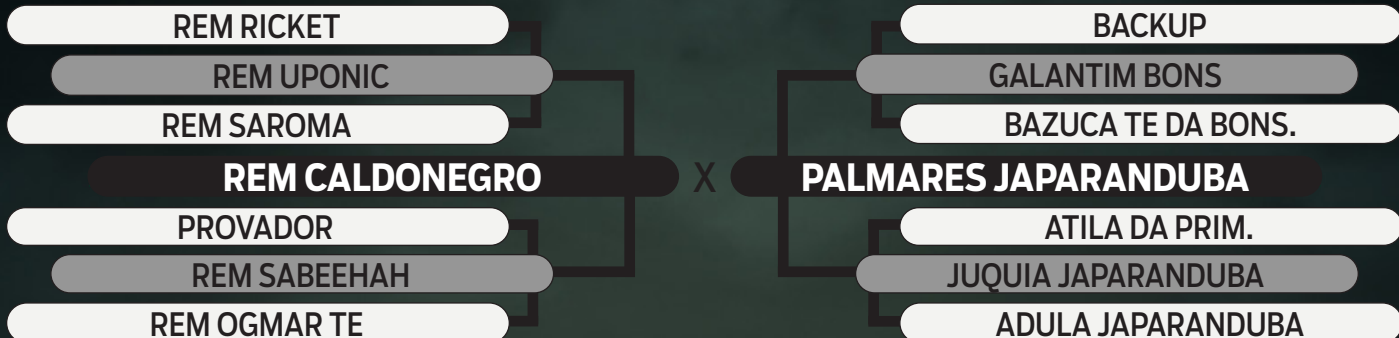 REM RICKET
REM UPONIC
REM SAROMA
REM CALDONEGRO
PROVADOR
REM SABEEHAH
REM OGMAR TE
X
BACKUP
GALANTIM BONS
BAZUCA TE DA BONS.
PALMARES JAPARANDUBA
ATILA DA PRIM.
JUQUIA JAPARANDUBA
ADULA JAPARANDUBA